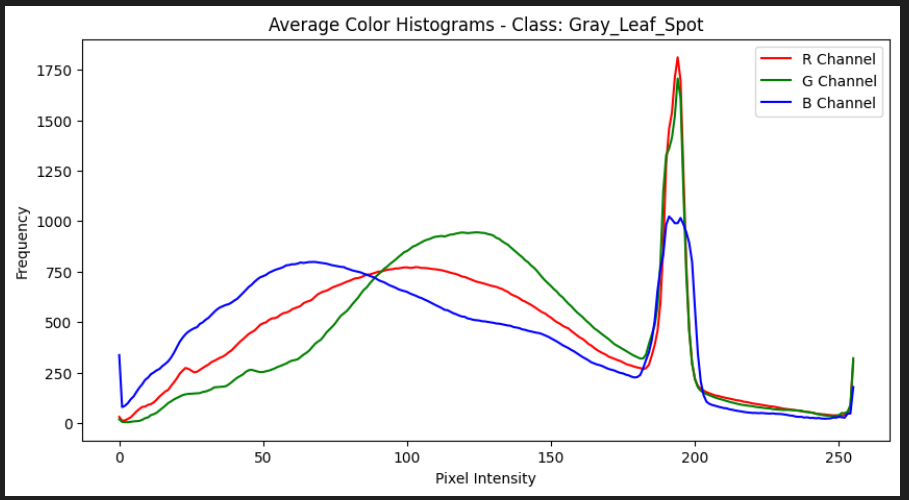 Average Color Histograms - Class: Gray_Leaf_Spot
R Channel
G Channel
B Channel
Frequency
1750
1500
1250
1000
750
500
250
0
0 50 100 150 200 250
Pixel Intensity